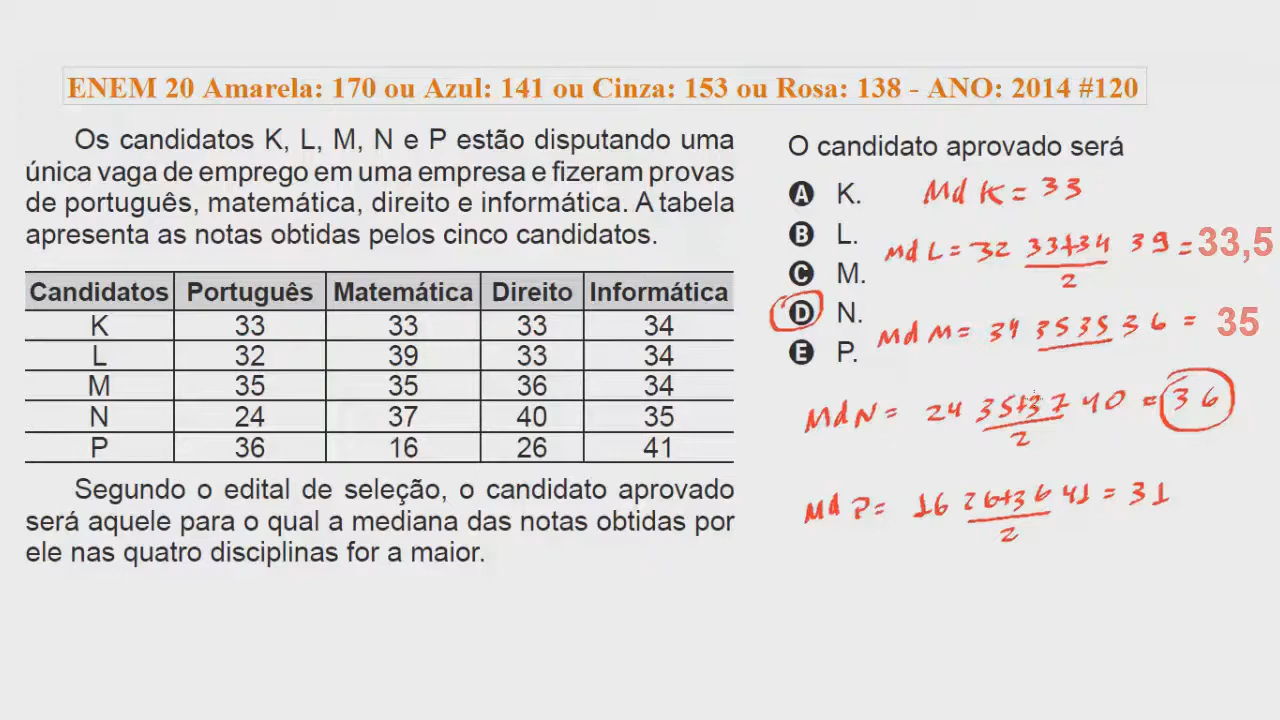 ENEM 20 Amarela: 170 ou Azul: 141 ou Cinza: 153 ou Rosa: 138 - ANO: 2014 #120
Os candidatos K, L, M, N e P estão disputando uma
única vaga de emprego em uma empresa e fizeram provas
de português, matemática, direito e informática. A tabela
apresenta as notas obtidas pelos cinco candidatos.
Candidatos Português Matemática Direito Informática
K 33 33 33 34
L 32 39 33 34
M 35 35 36 34
N 24 37 40 35
P 36 16 26 41
Segundo o edital de seleção, o candidato aprovado
será aquele para o qual a mediana das notas obtidas por
ele nas quatro disciplinas for a maior.
O candidato aprovado será
A K. Md K = 33
B L.
Md L = 32 33+34 39 = 33,5
2
C M.
D N.
Md M = 34 35 35 36 = 35
E P.
Md N = 24 35+37 40 = 36
2
Md P = 16 26+36 41 = 31
2